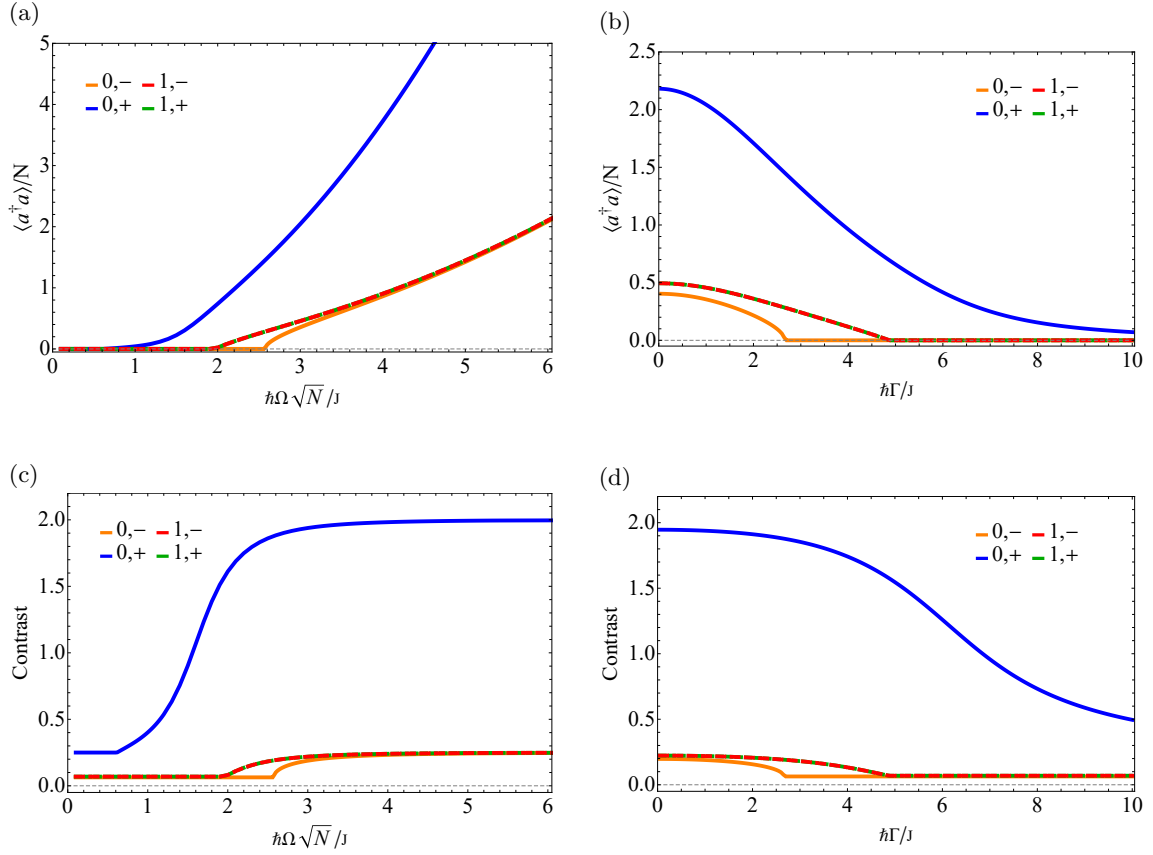 (a)
⟨a†a⟩/N
5
4
3
2
1
0
0,− 1,−
0,+ 1,+
0 1 2 3 4 5 6
ℏΩ√N/J
(b)
⟨a†a⟩/N
2.5
2.0
1.5
1.0
0.5
0.0
0,− 1,−
0,+ 1,+
0 2 4 6 8 10
ℏΓ/J
(c)
Contrast
2.0
1.5
1.0
0.5
0.0
0,− 1,−
0,+ 1,+
0 1 2 3 4 5 6
ℏΩ√N/J
(d)
Contrast
2.0
1.5
1.0
0.5
0.0
0,− 1,−
0,+ 1,+
0 2 4 6 8 10
ℏΓ/J